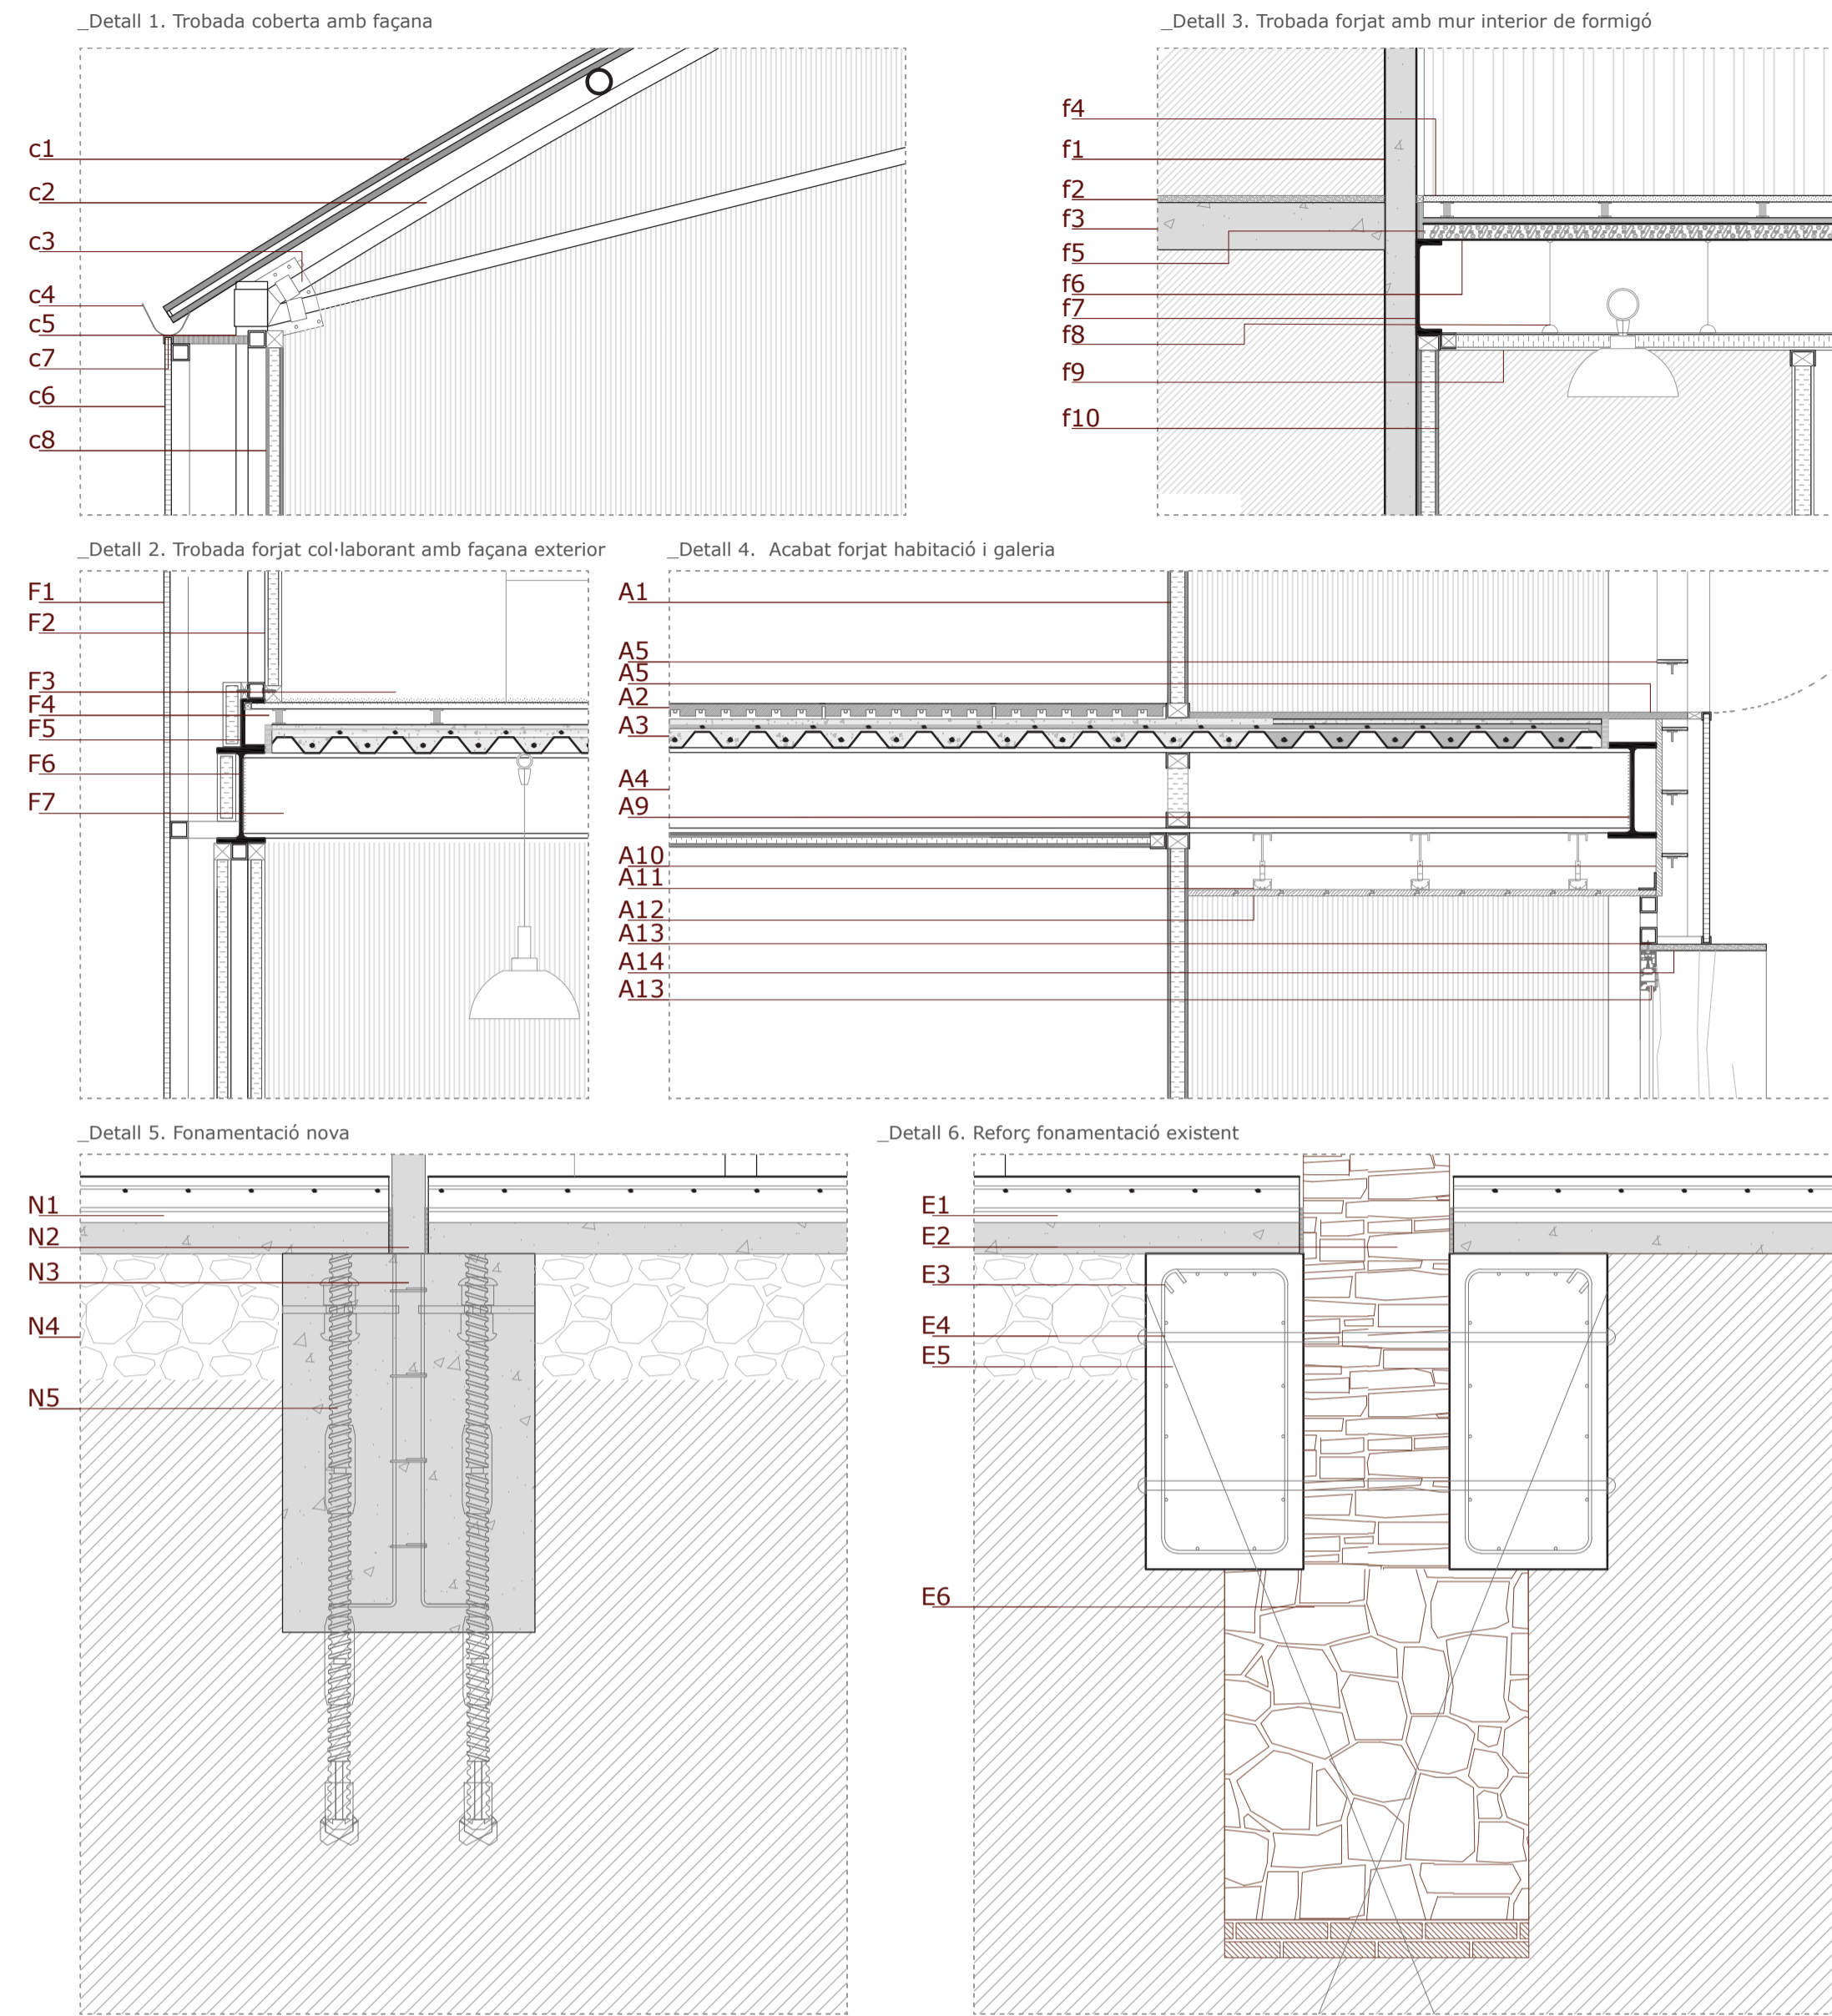 _Detall 1. Trobada coberta amb façana
c1
c2
c3
c4
c5
c7
c6
c8
_Detall 3. Trobada forjat amb mur interior de formigó
f4
f1
f2
f3
f5
f6
f7
f8
f9
f10
_Detall 2. Trobada forjat col·laborant amb façana exterior
F1
F2
F3
F4
F5
F6
F7
_Detall 4. Acabat forjat habitació i galeria
A1
A5
A5
A2
A3
A4
A9
A10
A11
A12
A13
A14
A13
_Detall 5. Fonamentació nova
N1
N2
N3
N4
N5
_Detall 6. Reforç fonamentació existent
E1
E2
E3
E4
E5
E6